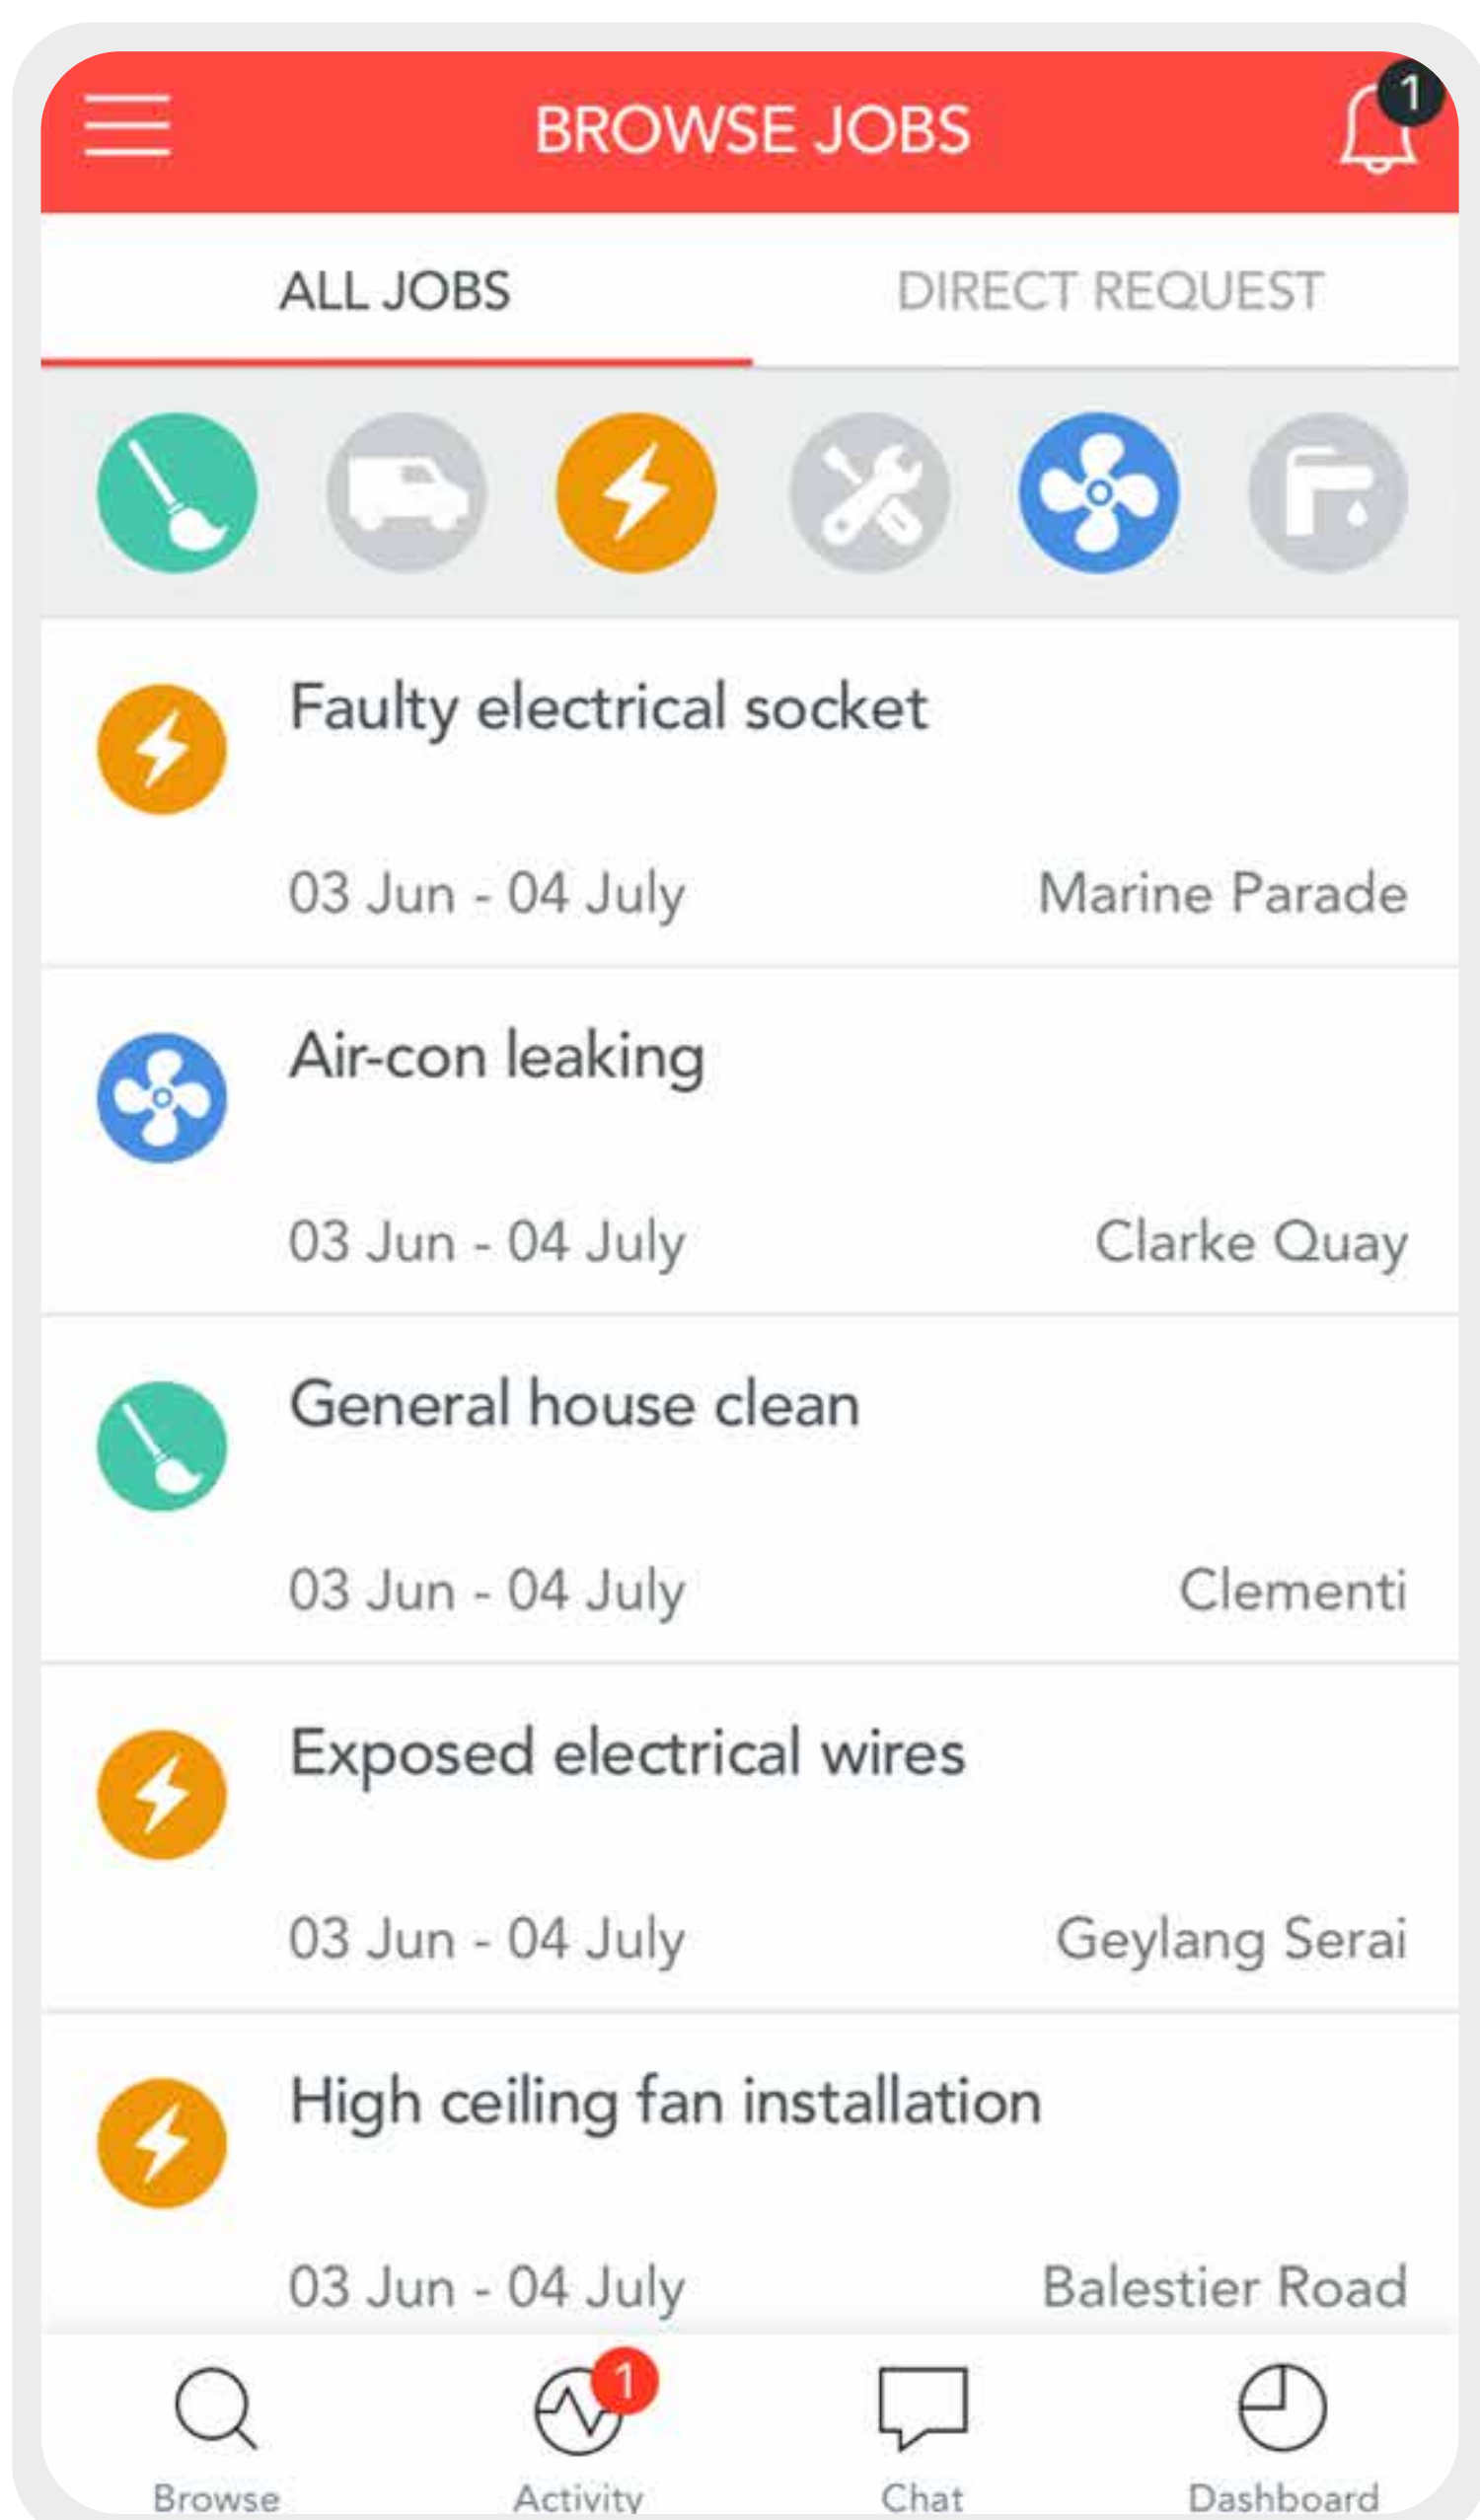 BROWSE JOBS
1
ALL JOBS
DIRECT REQUEST
Faulty electrical socket
03 Jun - 04 July
Marine Parade
Air-con leaking
03 Jun - 04 July
Clarke Quay
General house clean
03 Jun - 04 July
Clementi
Exposed electrical wires
03 Jun - 04 July
Geylang Serai
High ceiling fan installation
03 Jun - 04 July
Balestier Road
1
Browse
Activity
Chat
Dashboard